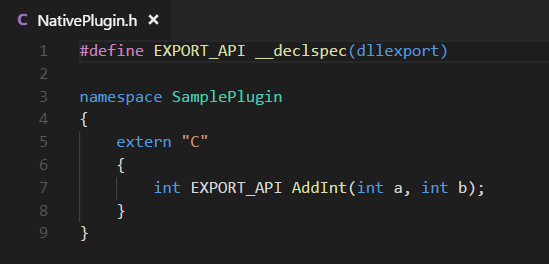 C NativePlugin.h ×
1 #define EXPORT_API __declspec(dllexport)
2
3 namespace SamplePlugin
4 {
5 extern "C"
6 {
7 int EXPORT_API AddInt(int a, int b);
8 }
9 }